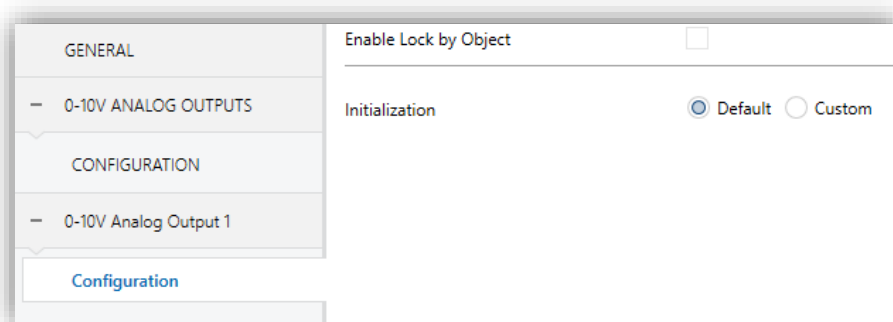 GENERAL
0-10V ANALOG OUTPUTS
CONFIGURATION
0-10V Analog Output 1
Configuration
Enable Lock by Object
Initialization Default Custom